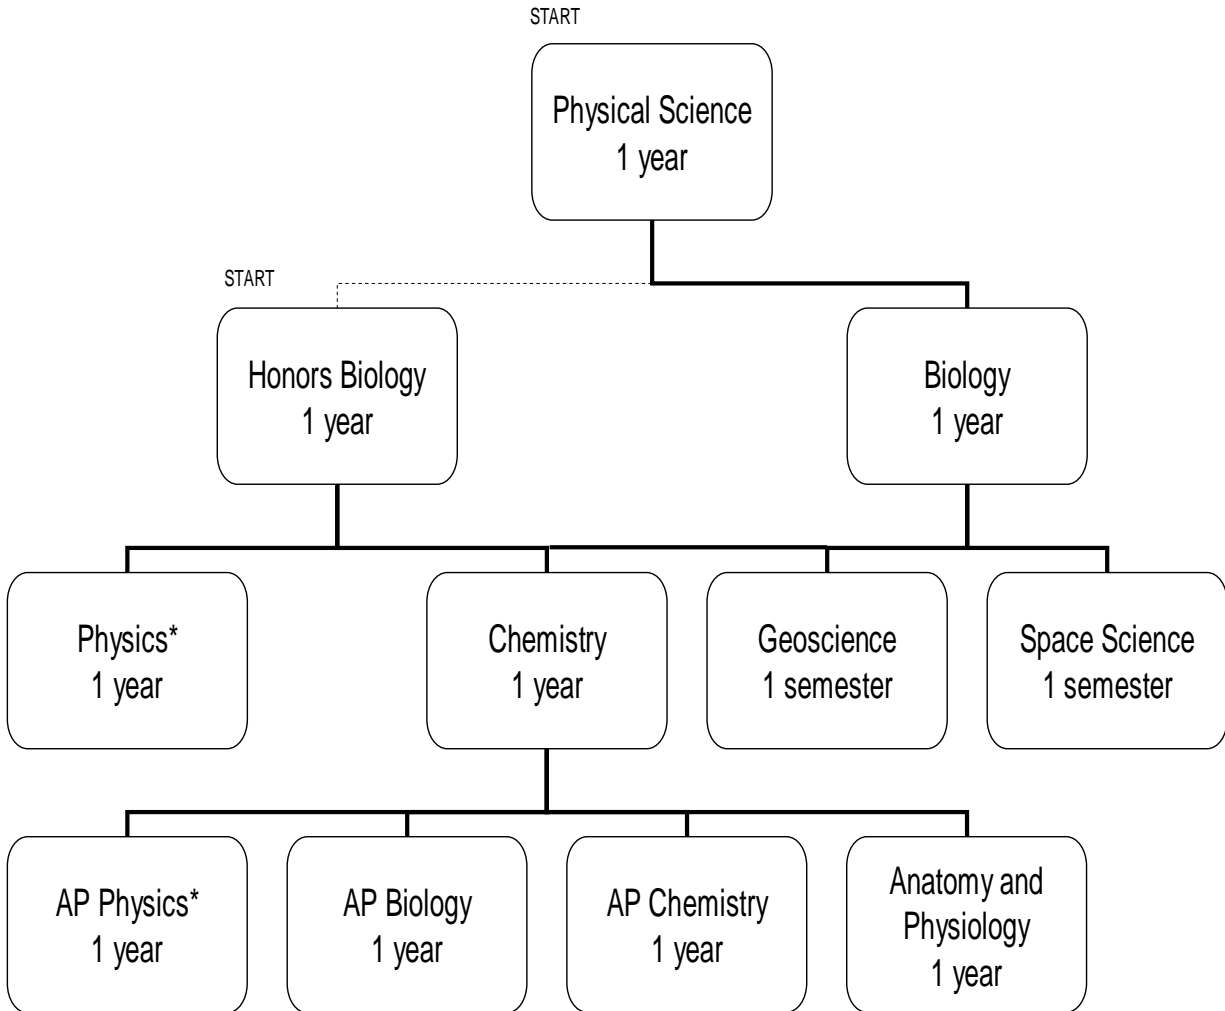 START
Physical Science
1 year
START
Honors Biology
1 year
Biology
1 year
Physics*
1 year
Chemistry
1 year
Geoscience
1 semester
Space Science
1 semester
AP Physics*
1 year
AP Biology
1 year
AP Chemistry
1 year
Anatomy and
Physiology
1 year